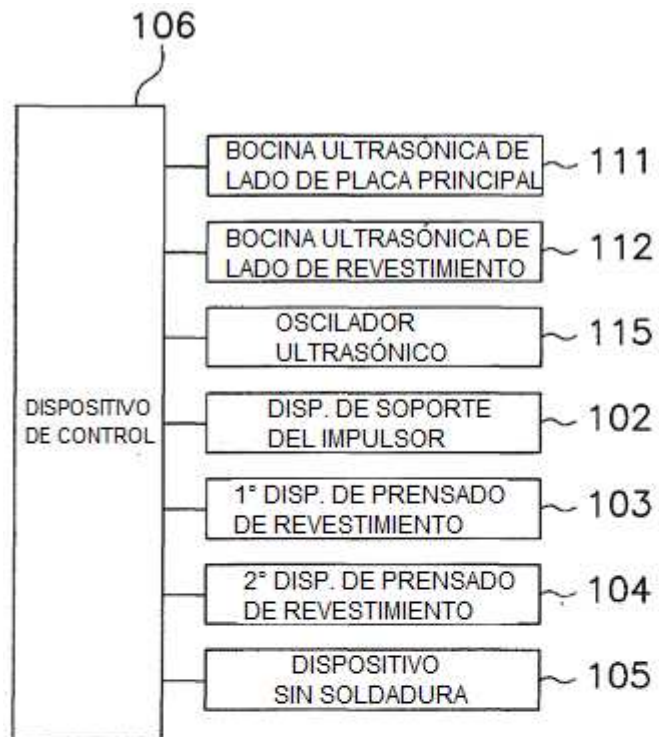 106
BOCINA ULTRASÓNICA DE
LADO DE PLACA PRINCIPAL
111
BOCINA ULTRASÓNICA DE
LADO DE REVESTIMIENTO
112
OSCILADOR
ULTRASÓNICO
115
DISPOSITIVO
DE CONTROL
DISP. DE SOPORTE
DEL IMPULSOR
102
1° DISP. DE PRENSADO
DE REVESTIMIENTO
103
2° DISP. DE PRENSADO
DE REVESTIMIENTO
104
DISPOSITIVO
SIN SOLDADURA
105